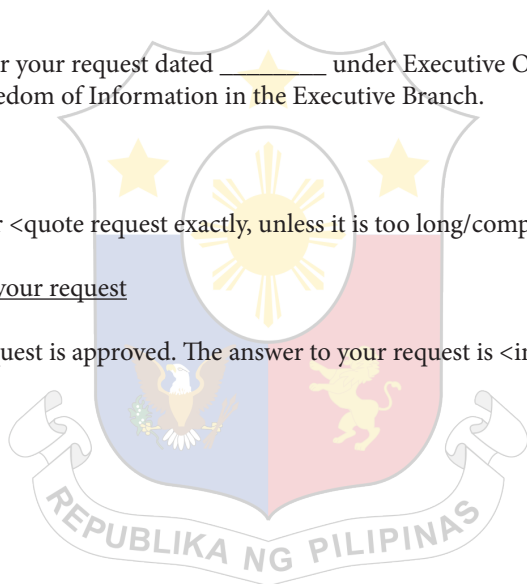 r your request dated _________ under Executive O
edom of Information in the Executive Branch.
r <quote request exactly, unless it is too long/comp
your request
quest is approved. The answer to your request is <in
REPUBLIKA NG PILIPINAS